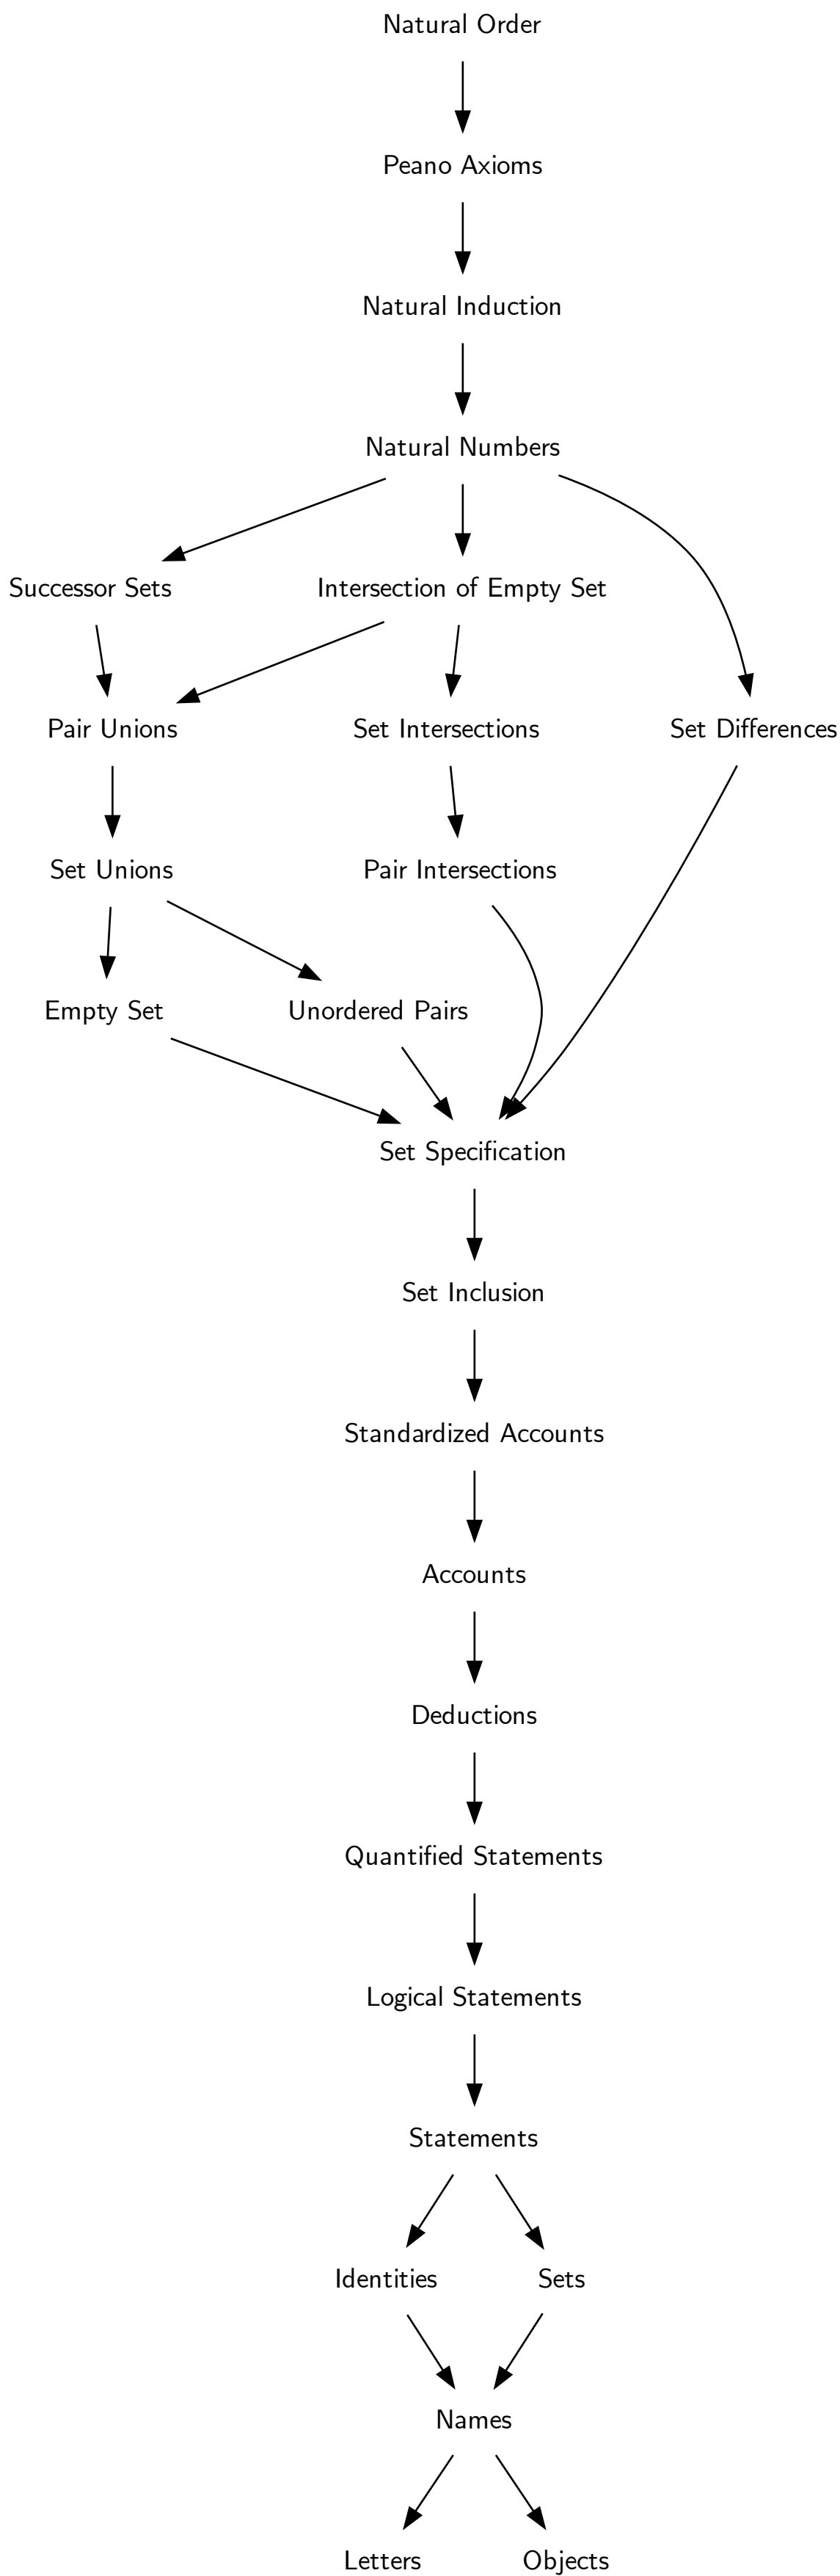 Natural Order
Peano Axioms
Natural Induction
Natural Numbers
Successor Sets
Intersection of Empty Set
Pair Unions
Set Intersections
Set Differences
Set Unions
Pair Intersections
Empty Set
Unordered Pairs
Set Specification
Set Inclusion
Standardized Accounts
Accounts
Deductions
Quantified Statements
Logical Statements
Statements
Identities
Sets
Names
Letters
Objects